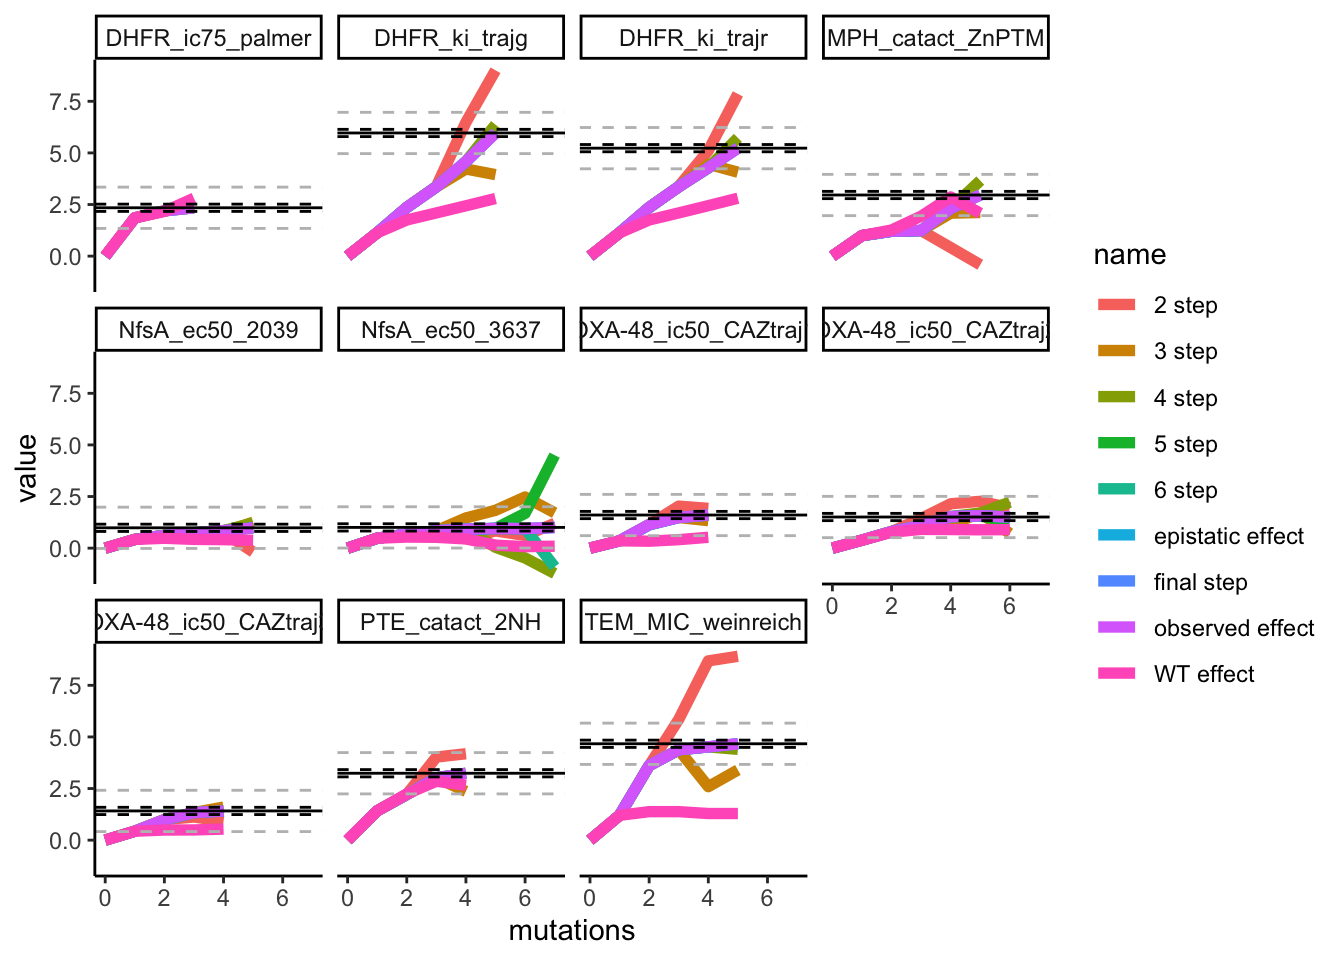 DHFR_ic75_palmer
DHFR_ki_trajg
DHFR_ki_trajr
MPH_catact_ZnPTM
7.5
5.0
2.5
0.0
NfsA_ec50_2039
NfsA_ec50_3637
OXA-48_ic50_CAZtraj
OXA-48_ic50_CAZtraj
7.5
5.0
2.5
0.0
0 2 4 6
OXA-48_ic50_CAZtraj
PTE_catact_2NH
TEM_MIC_weinreich
7.5
5.0
2.5
0.0
0 2 4 6
0 2 4 6
0 2 4 6
mutations
value
name
2 step
3 step
4 step
5 step
6 step
epistatic effect
final step
observed effect
WT effect